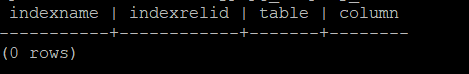 indexname | indexrelid | table | column
-----------+------------+-------+--------
(0 rows)